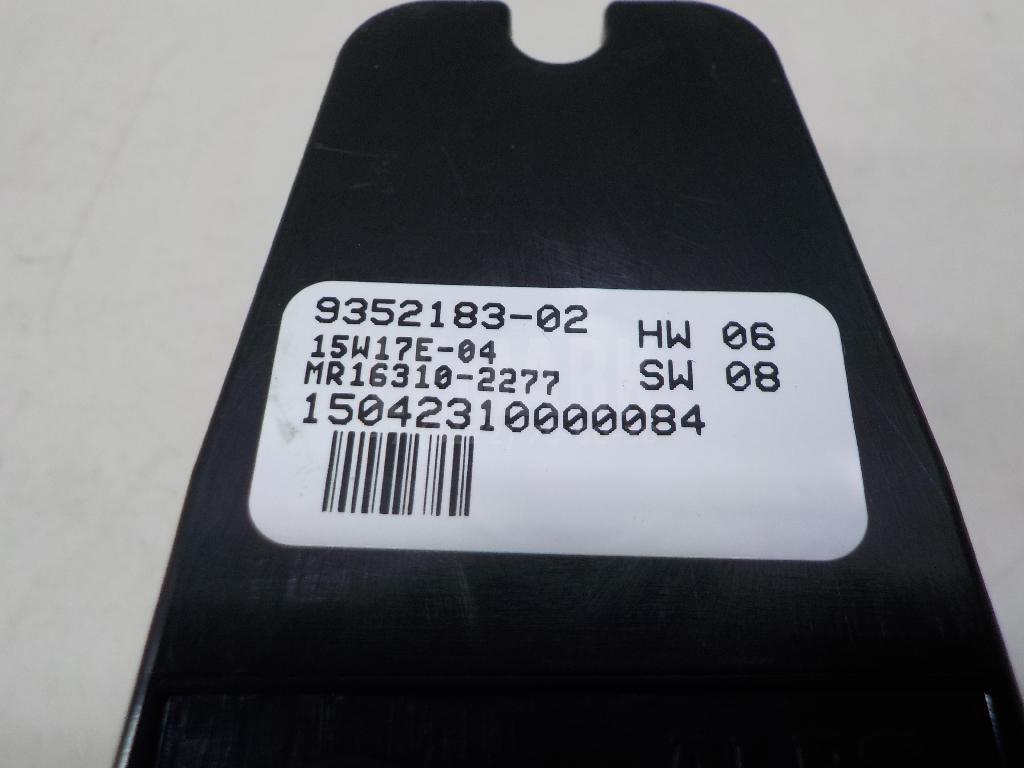 9352183-02
HW 06
15W17E-04
MR16310-2277
SW 08
15042310000084